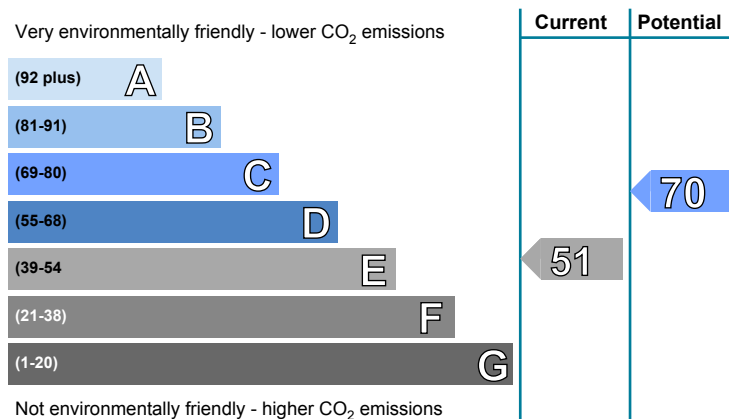 Very environmentally friendly - lower CO₂ emissions
Current
Potential
(92 plus) A
(81-91) B
(69-80) C
(55-68) D
(39-54 E
(21-38) F
(1-20) G
51
70
Not environmentally friendly - higher CO₂ emissions